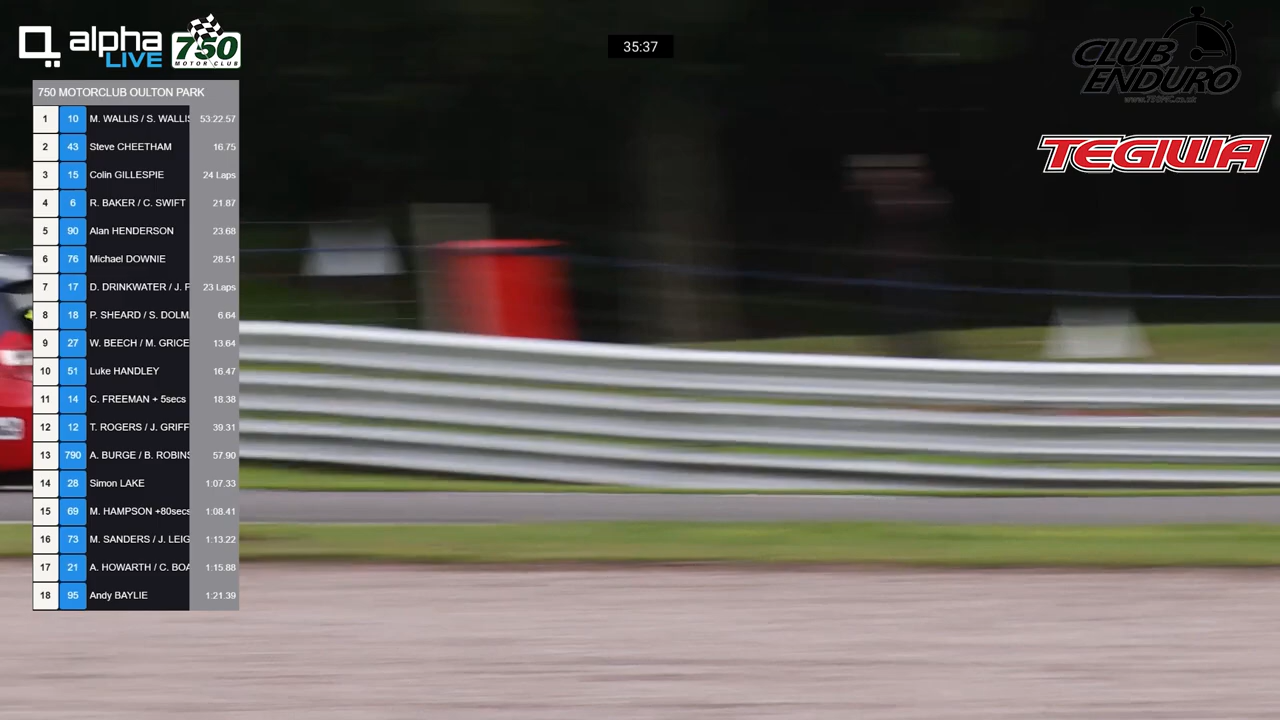 alpha
LIVE
750
MOTOR CLUB
35:37
CLUB
ENDURO
www.750MC.co.uk
TEGIWA
750 MOTORCLUB OULTON PARK
1 10 M. WALLIS / S. WALLIS 53:22.57
2 43 Steve CHEETHAM 16.75
3 15 Colin GILLESPIE 24 Laps
4 6 R. BAKER / C. SWIFT 21.87
5 90 Alan HENDERSON 23.68
6 76 Michael DOWNIE 28.51
7 17 D. DRINKWATER / J. F 23 Laps
8 18 P. SHEARD / S. DOLM 6.64
9 27 W. BEECH / M. GRICE 13.64
10 51 Luke HANDLEY 16.47
11 14 C. FREEMAN + 5secs 18.38
12 12 T. ROGERS / J. GRIFF 39.31
13 790 A. BURGE / B. ROBINS 57.90
14 28 Simon LAKE 1:07.33
15 69 M. HAMPSON +80secs 1:08.41
16 73 M. SANDERS / J. LEIG 1:13.22
17 21 A. HOWARTH / C. BOA 1:15.88
18 95 Andy BAYLIE 1:21.39